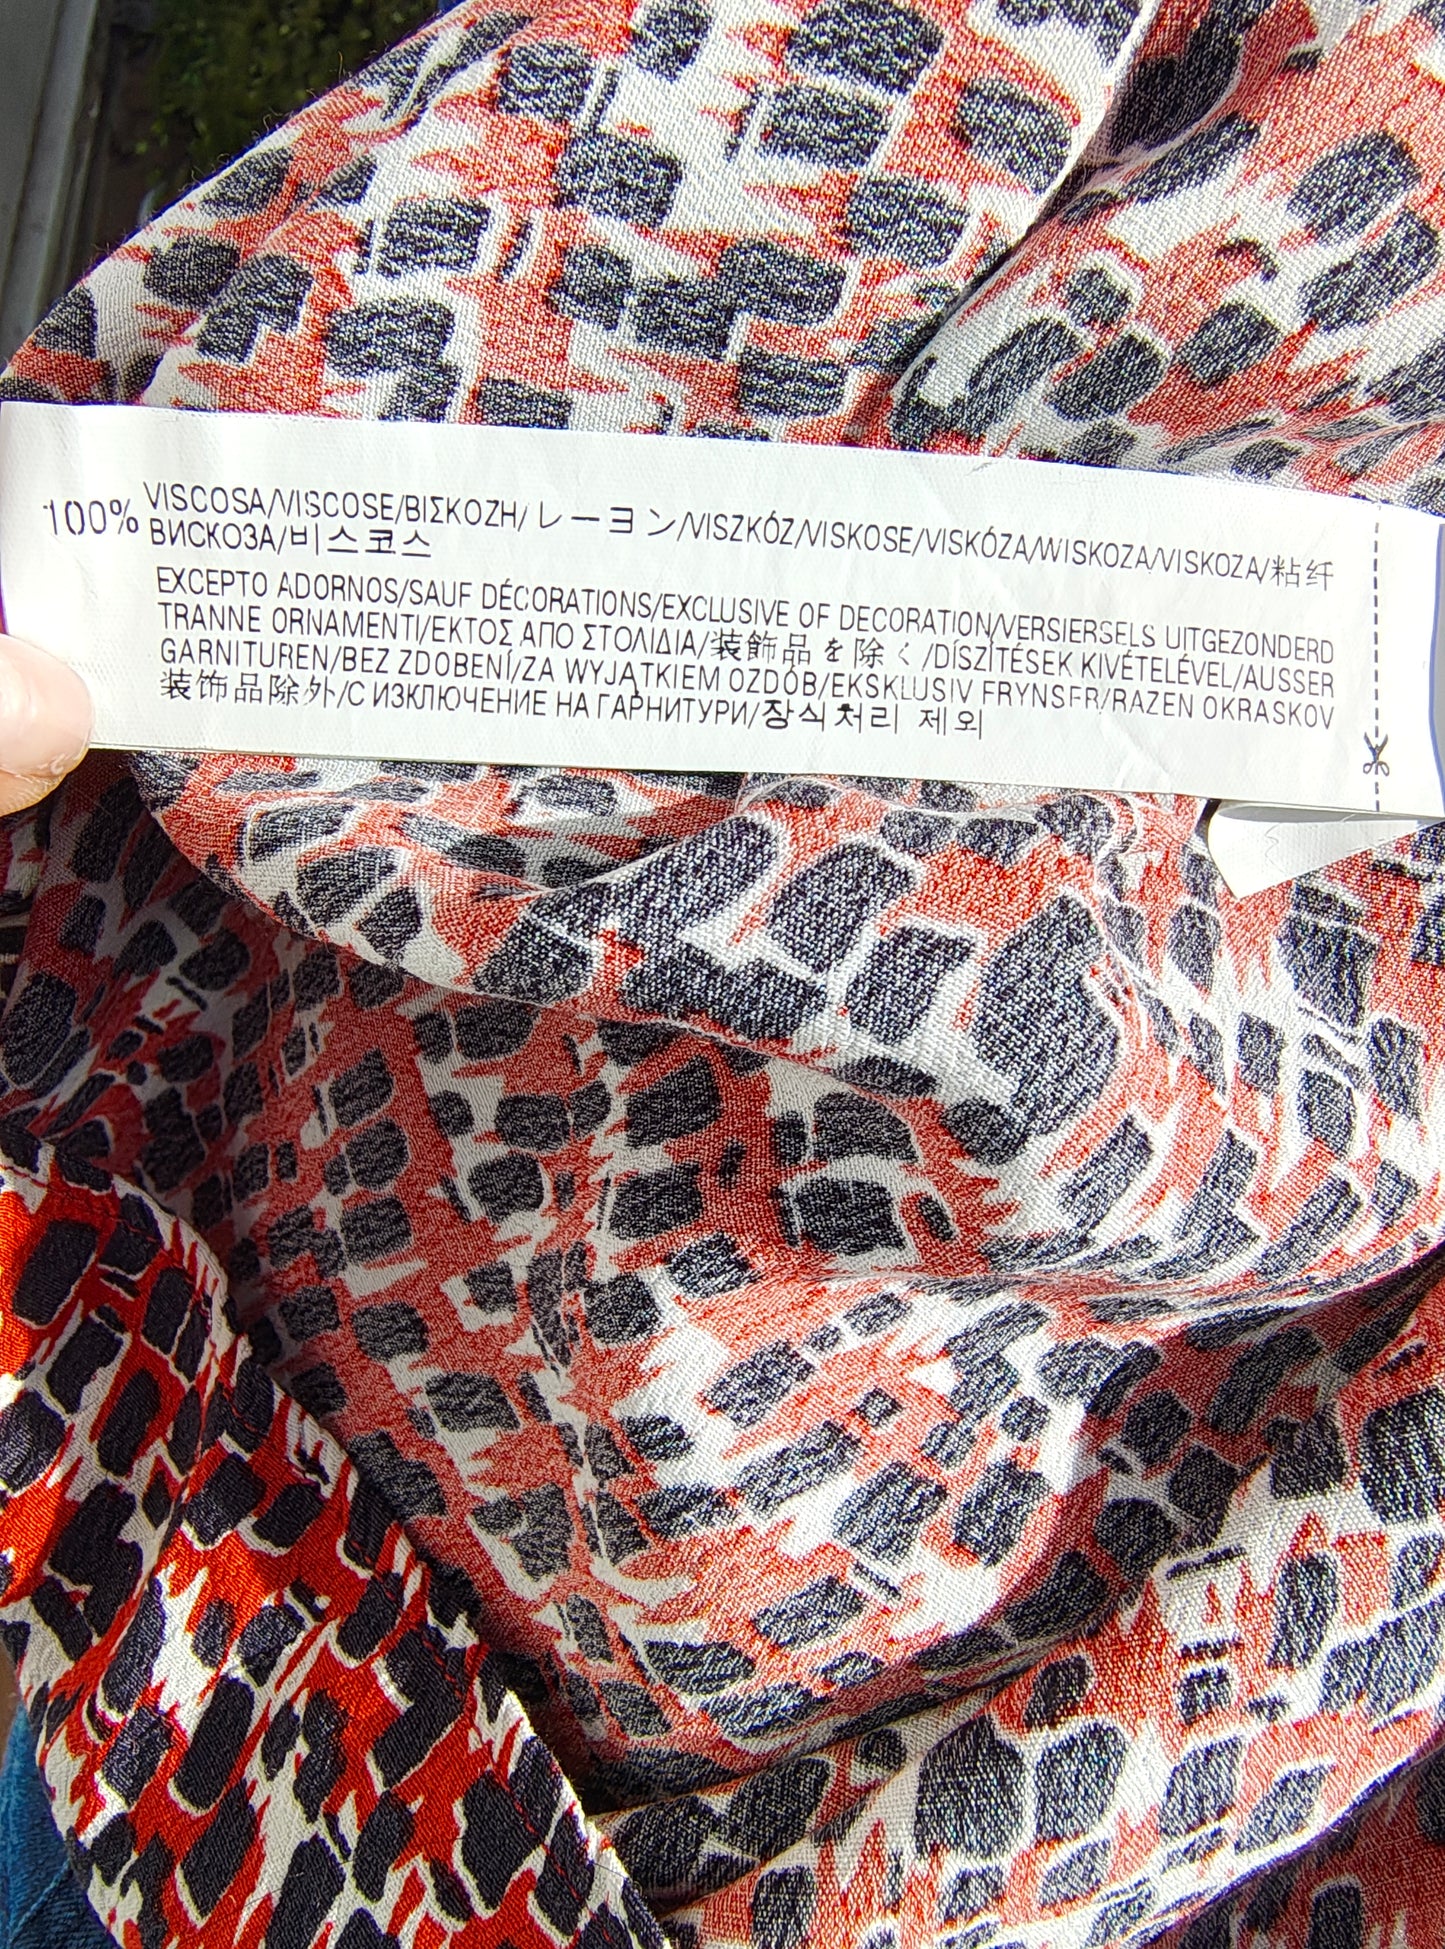 100% VISCOSA/VISCOSE/ΒΙΣΚΟΖΗ/レーヨン/VISZKÓZ/VISKOSE/VISKÓZA/WISKOZA/VISKOZA/粘纤
ВИСКОЗА/비스코스
EXCEPTO ADORNOS/SAUF DÉCORATIONS/EXCLUSIVE OF DECORATION/VERSIERSELS UITGEZONDERD
TRANNE ORNAMENTI/ΕΚΤΟΣ ΑΠΟ ΣΤΟΛΙΔΙΑ/装飾品を除く/DÍSZÍTÉSEK KIVÉTELÉVEL/AUSSER
GARNITUREN/BEZ ZDOBENÍ/ZA WYJĄTKIEM OZDÓB/EKSKLUSIV FRYNSER/RAZEN OKRASKOV
装饰品除外/С ИЗКЛЮЧЕНИЕ НА ГАРНИТУРИ/장식처리 제외